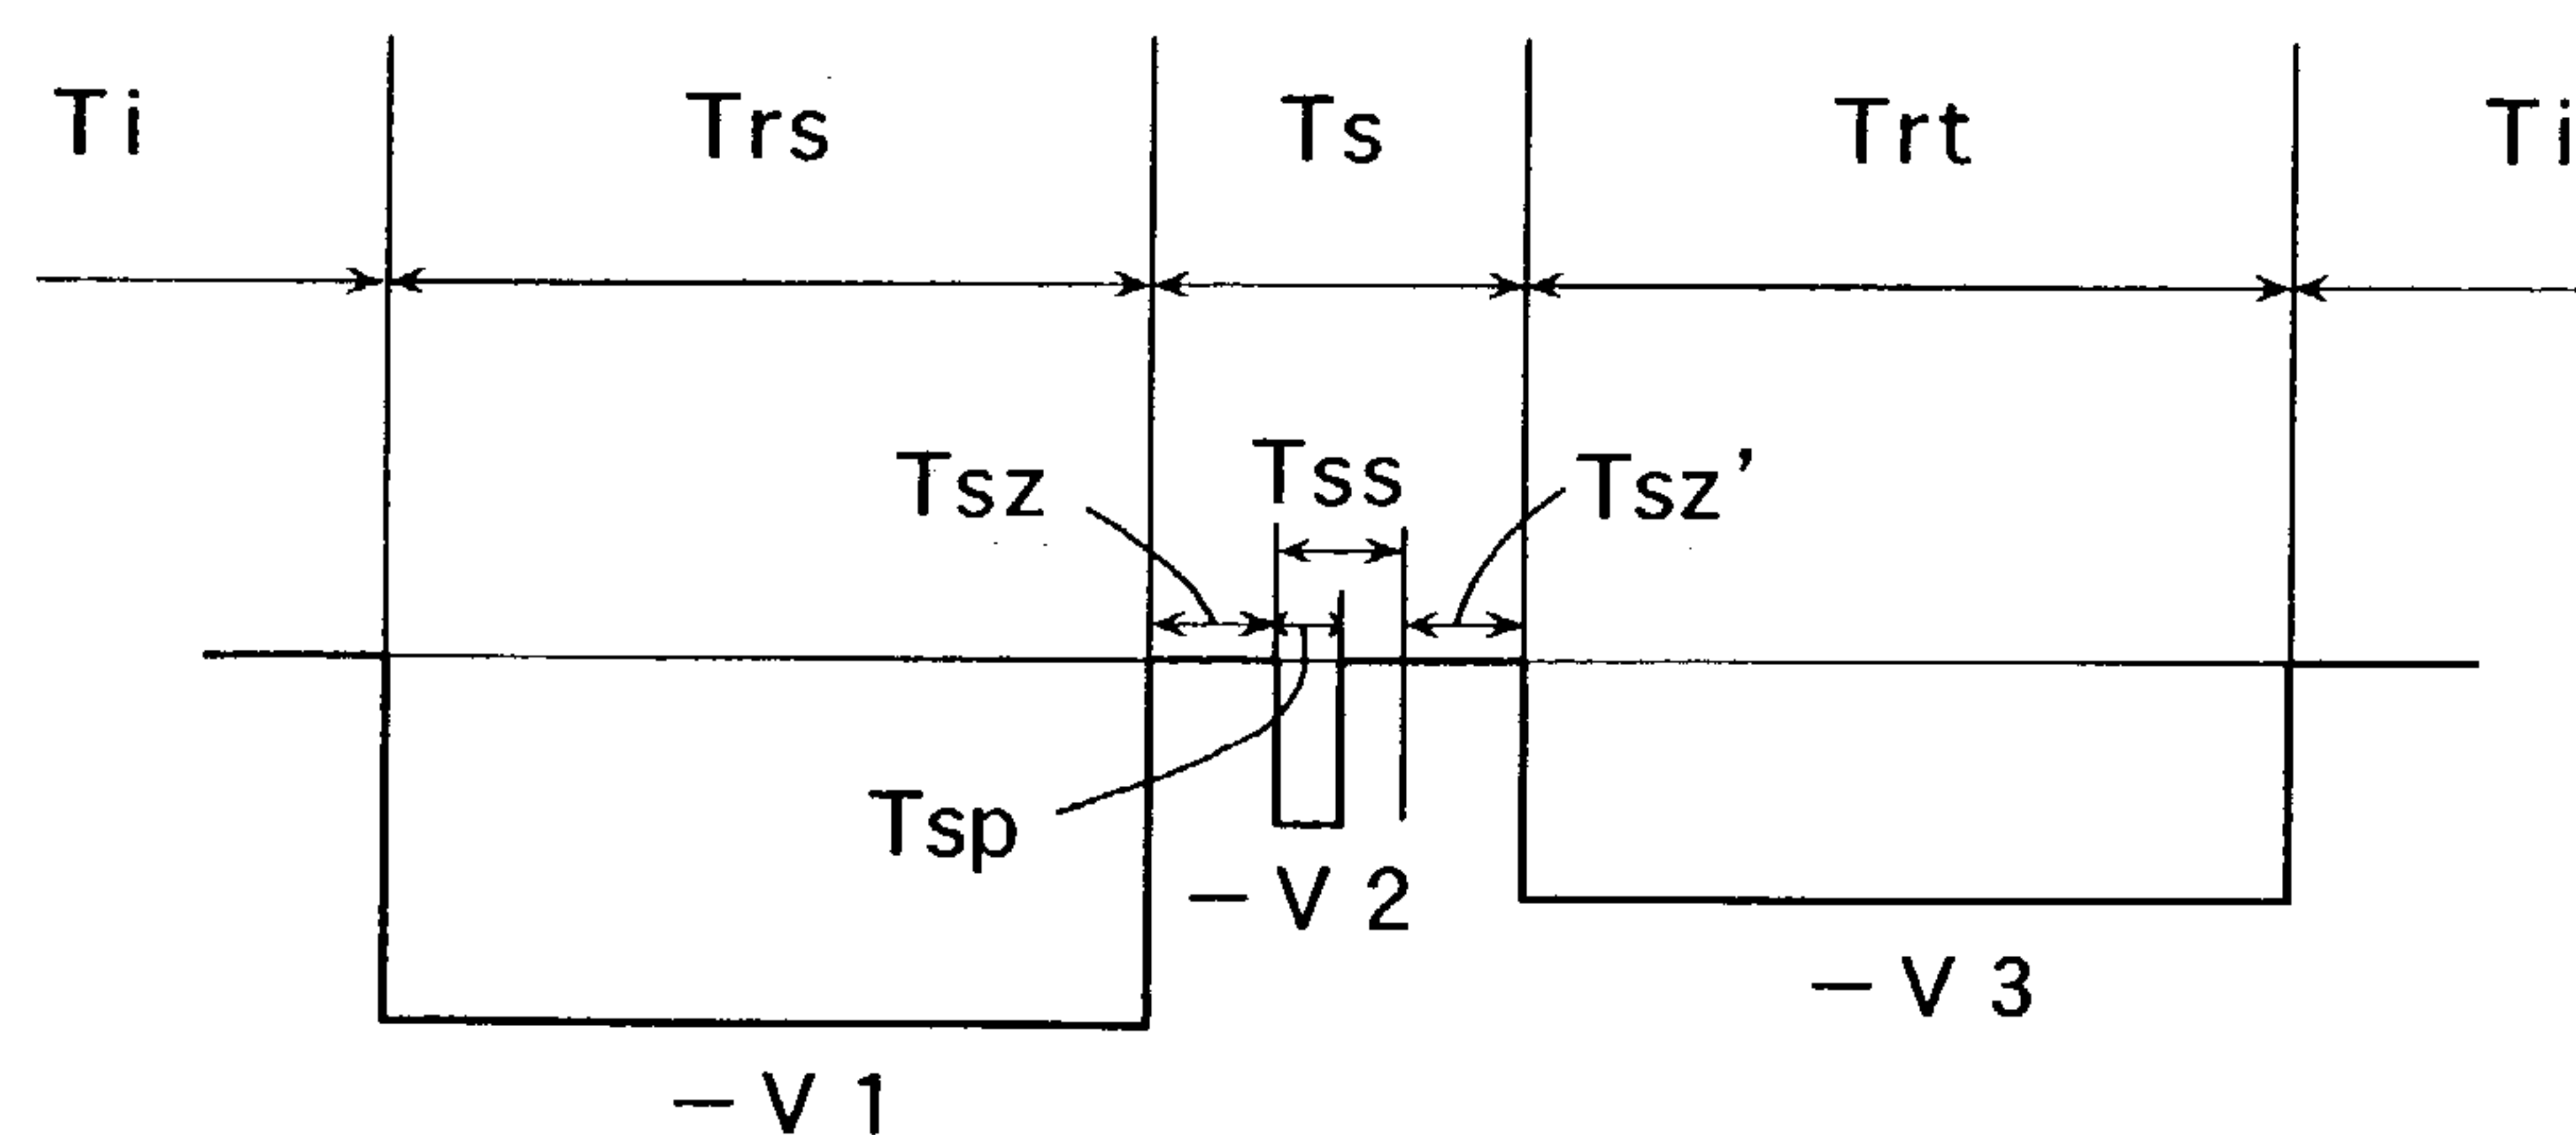 Ti Trs Ts Trt Ti
Tsz Tss Tsz’
Tsp
－V 2
－V 3
－V 1